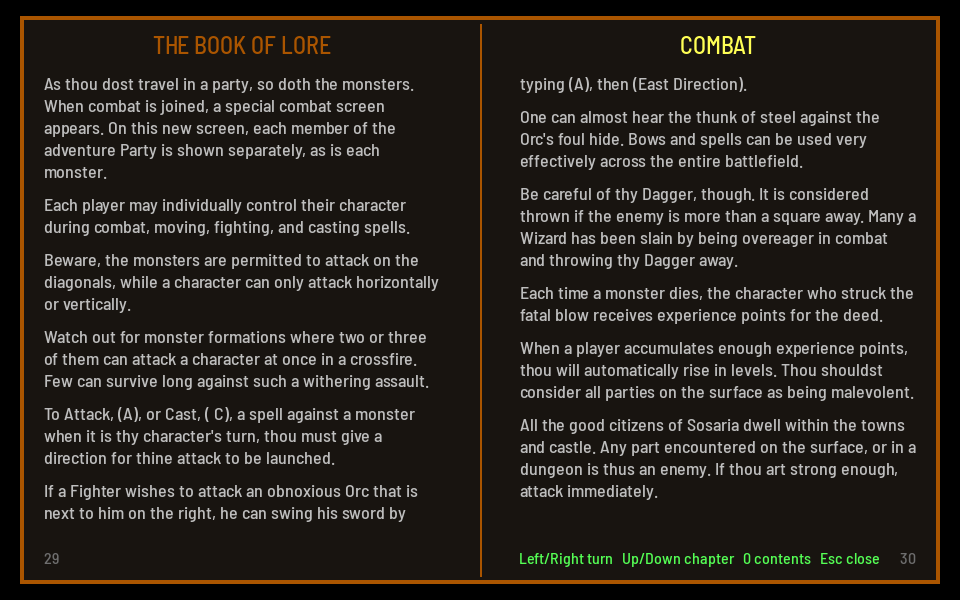 THE BOOK OF LORE
As thou dost travel in a party, so doth the monsters.
When combat is joined, a special combat screen
appears. On this new screen, each member of the
adventure Party is shown separately, as is each
monster.
Each player may individually control their character
during combat, moving, fighting, and casting spells.
Beware, the monsters are permitted to attack on the
diagonals, while a character can only attack horizontally
or vertically.
Watch out for monster formations where two or three
of them can attack a character at once in a crossfire.
Few can survive long against such a withering assault.
To Attack, (A), or Cast, ( C), a spell against a monster
when it is thy character's turn, thou must give a
direction for thine attack to be launched.
If a Fighter wishes to attack an obnoxious Orc that is
next to him on the right, he can swing his sword by
29
COMBAT
typing (A), then (East Direction).
One can almost hear the thunk of steel against the
Orc's foul hide. Bows and spells can be used very
effectively across the entire battlefield.
Be careful of thy Dagger, though. It is considered
thrown if the enemy is more than a square away. Many a
Wizard has been slain by being overeager in combat
and throwing thy Dagger away.
Each time a monster dies, the character who struck the
fatal blow receives experience points for the deed.
When a player accumulates enough experience points,
thou will automatically rise in levels. Thou shouldst
consider all parties on the surface as being malevolent.
All the good citizens of Sosaria dwell within the towns
and castle. Any part encountered on the surface, or in a
dungeon is thus an enemy. If thou art strong enough,
attack immediately.
Left/Right turn Up/Down chapter 0 contents Esc close 30